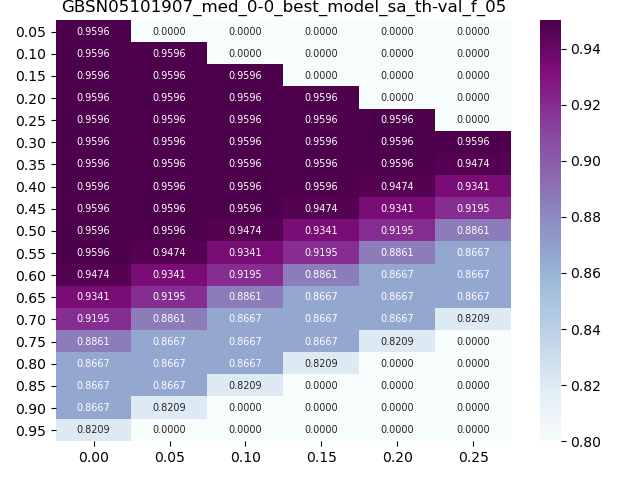 GBSN05101907_med_0-0_best_model_sa_th-val_f_05
0.05 0.9596 0.0000 0.0000 0.0000 0.0000 0.0000
0.10 0.9596 0.9596 0.0000 0.0000 0.0000 0.0000
0.15 0.9596 0.9596 0.9596 0.0000 0.0000 0.0000
0.20 0.9596 0.9596 0.9596 0.9596 0.0000 0.0000
0.25 0.9596 0.9596 0.9596 0.9596 0.9596 0.0000
0.30 0.9596 0.9596 0.9596 0.9596 0.9596 0.9596
0.35 0.9596 0.9596 0.9596 0.9596 0.9596 0.9474
0.40 0.9596 0.9596 0.9596 0.9596 0.9474 0.9341
0.45 0.9596 0.9596 0.9596 0.9474 0.9341 0.9195
0.50 0.9596 0.9596 0.9474 0.9341 0.9195 0.8861
0.55 0.9596 0.9474 0.9341 0.9195 0.8861 0.8667
0.60 0.9474 0.9341 0.9195 0.8861 0.8667 0.8667
0.65 0.9341 0.9195 0.8861 0.8667 0.8667 0.8667
0.70 0.9195 0.8861 0.8667 0.8667 0.8667 0.8209
0.75 0.8861 0.8667 0.8667 0.8667 0.8209 0.0000
0.80 0.8667 0.8667 0.8667 0.8209 0.0000 0.0000
0.85 0.8667 0.8667 0.8209 0.0000 0.0000 0.0000
0.90 0.8667 0.8209 0.0000 0.0000 0.0000 0.0000
0.95 0.8209 0.0000 0.0000 0.0000 0.0000 0.0000
0.00 0.05 0.10 0.15 0.20 0.25
0.94
0.92
0.90
0.88
0.86
0.84
0.82
0.80